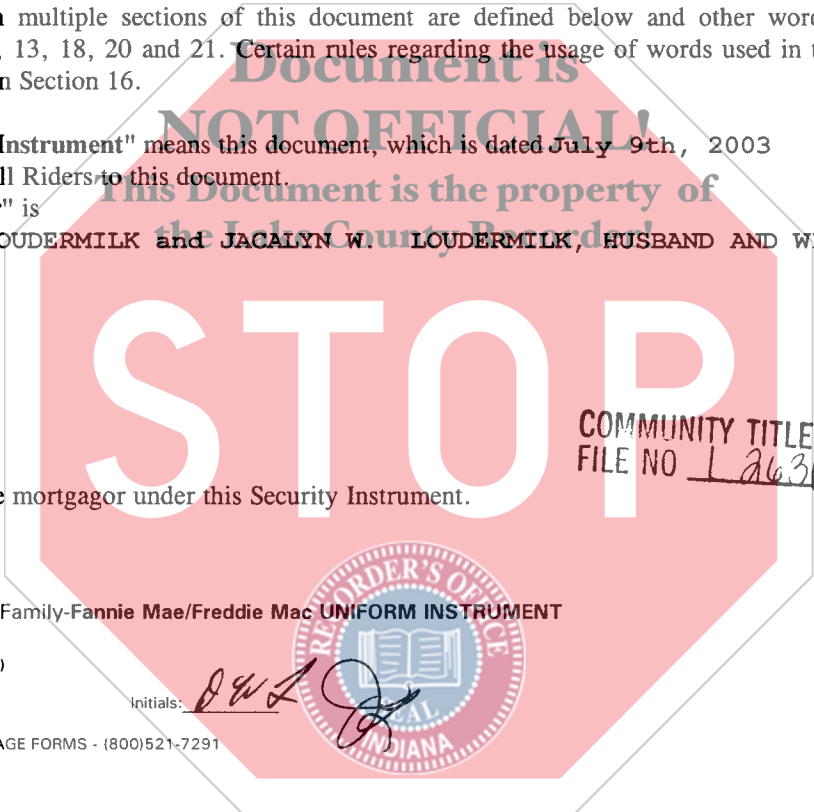 multiple sections of this document are defined below and other
, 13, 18, 20 and 21. Certain rules regarding the usage of words used in
n Section 16.
Document is
NOT OFFICIAL!
Instrument" means this document, which is dated July 9th, 2003
ll Riders to this document.
This Document is the property of
" is
the Lake County Recorder!
OUDERMILK and JACALYN W. LOUDERMILK, HUSBAND AND
STOP
COMMUNITY TITLE
FILE NO 1263
e mortgagor under this Security Instrument.
RECORDER'S OFFICE
Family-Fannie Mae/Freddie Mac UNIFORM INSTRUMENT
)
Initials: DWL
SEAL
INDIANA
AGE FORMS - (800)521-7291